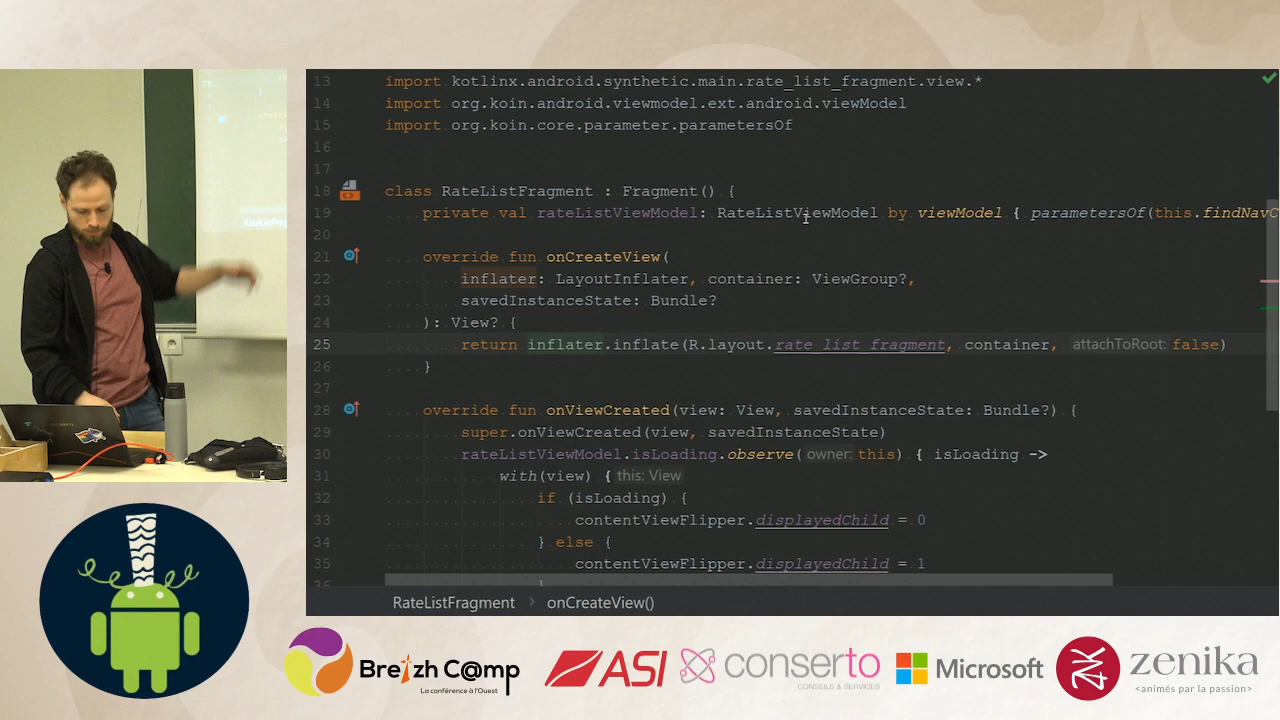 13 import kotlinx.android.synthetic.main.rate_list_fragment.view.*
14 import org.koin.android.viewmodel.ext.android.viewModel
15 import org.koin.core.parameter.parametersOf
16
17
18 class RateListFragment : Fragment() {
19 private val rateListViewModel: RateListViewModel by viewModel { parametersOf(this.findNavC
20
21 override fun onCreateView(
22 inflater: LayoutInflater, container: ViewGroup?,
23 savedInstanceState: Bundle?
24 ): View? {
25 return inflater.inflate(R.layout.rate_list_fragment, container, attachToRoot: false)
26 }
27
28 override fun onViewCreated(view: View, savedInstanceState: Bundle?) {
29 super.onViewCreated(view, savedInstanceState)
30 rateListViewModel.isLoading.observe( owner: this) { isLoading ->
31 with(view) { this: View
32 if (isLoading) {
33 contentViewFlipper.displayedChild = 0
34 } else {
35 contentViewFlipper.displayedChild = 1
36 }
RateListFragment › onCreateView()
Breizh C@mp
La conférence à l'Ouest
ASI
conserto
CONSEILS & SERVICES
Microsoft
zenika
<animés par la passion>